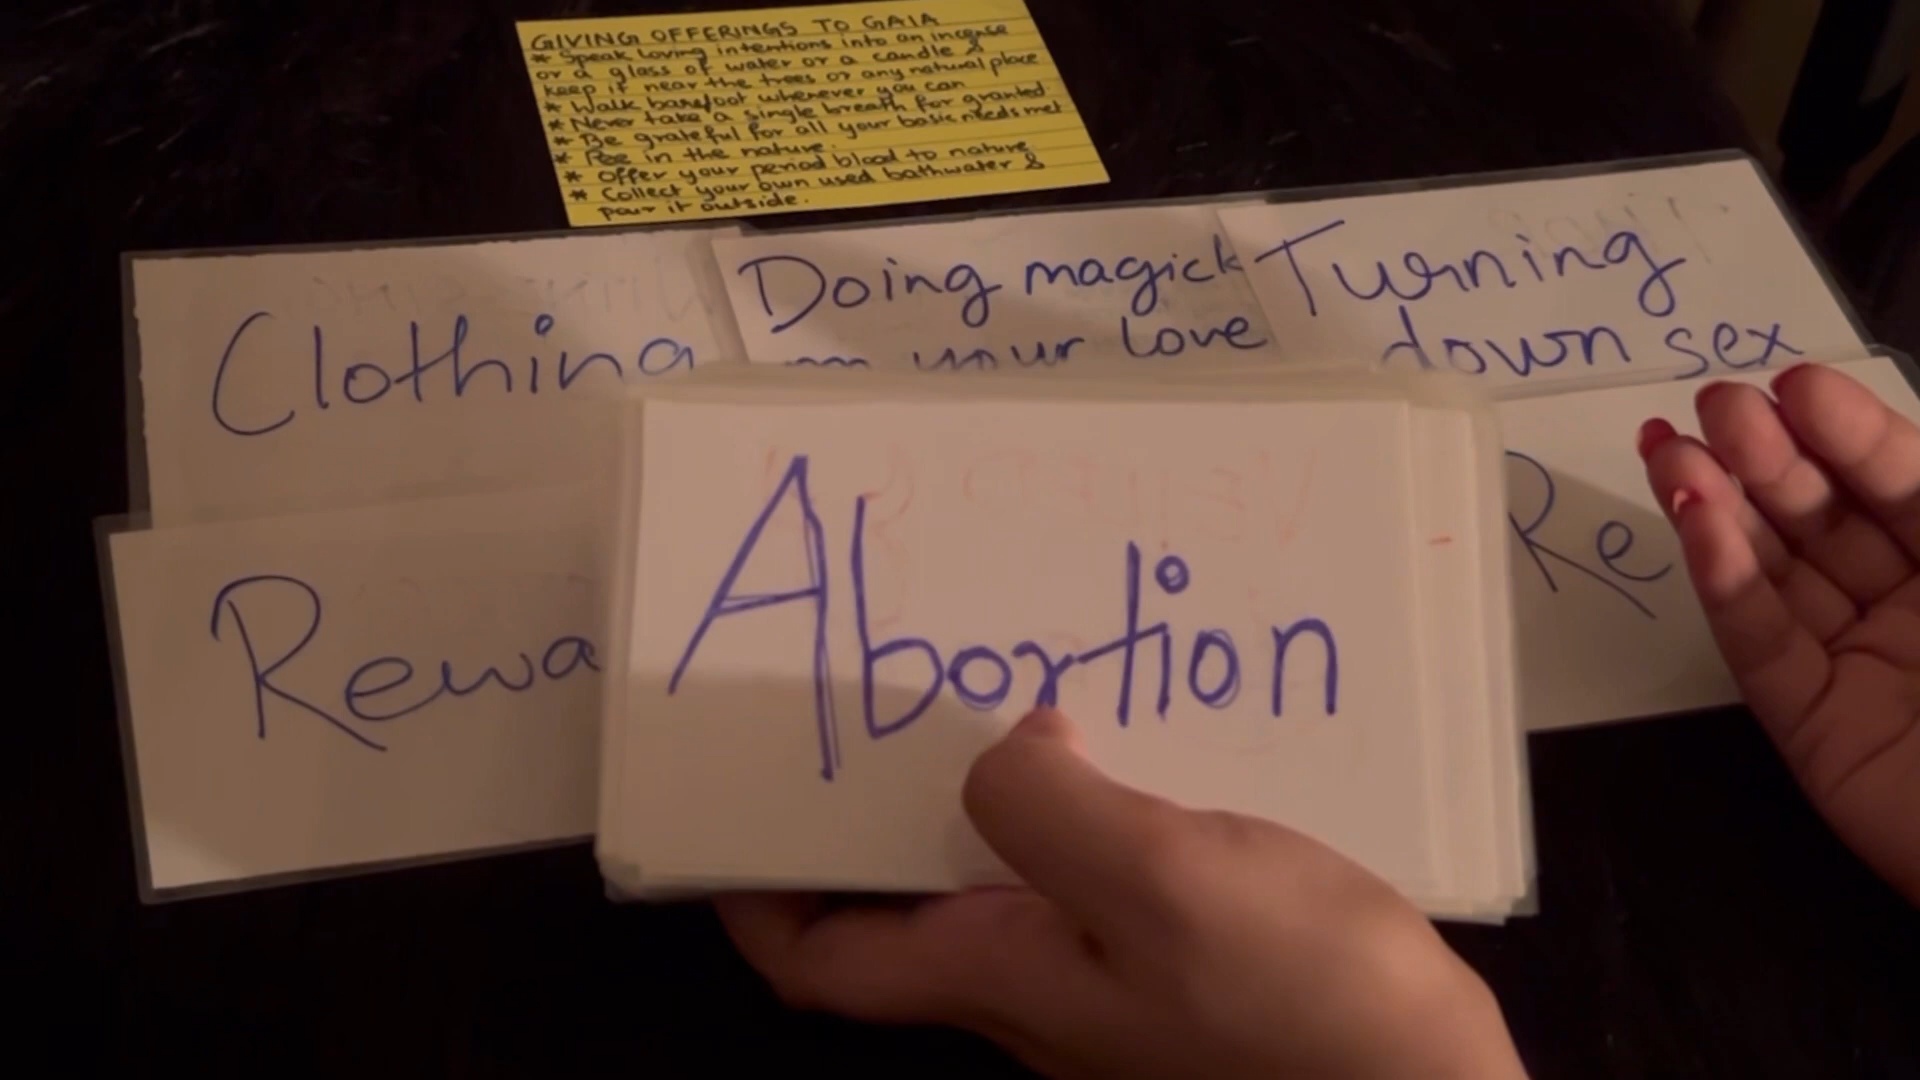 GIVING OFFERINGS TO GAIA
* Speak loving intentions into an incense
or a glass of water or a candle &
keep it near the trees or any natural place
* Walk barefoot wherever you can
* Never take a single breath for granted.
* Be grateful for all your basic needs met
* Pee in the nature.
* Offer your period blood to nature
* Collect your own used bathwater &
pour it outside.
Clothing
Doing magick
on your love
Turning
down sex
Rewa
Abortion
Re